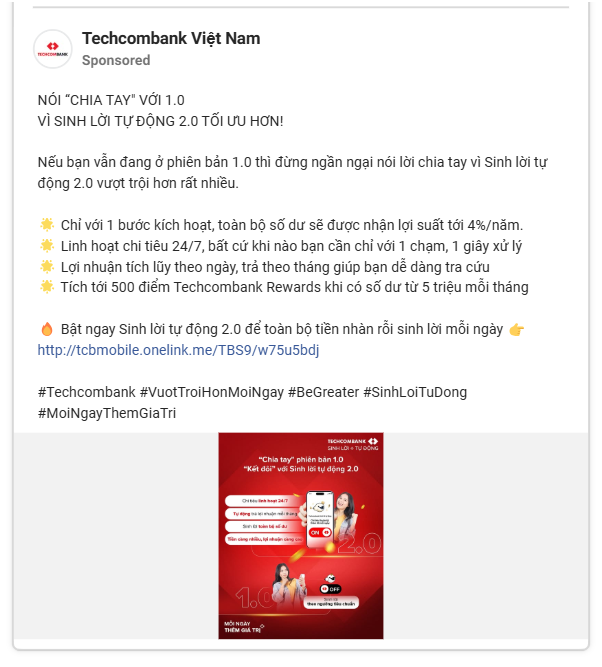 TECHCOMBANK
Techcombank Việt Nam
Sponsored
NÓI “CHIA TAY" VỚI 1.0
VÌ SINH LỜI TỰ ĐỘNG 2.0 TỐI ƯU HƠN!
Nếu bạn vẫn đang ở phiên bản 1.0 thì đừng ngần ngại nói lời chia tay vì Sinh lời tự
động 2.0 vượt trội hơn rất nhiều.
🌟 Chỉ với 1 bước kích hoạt, toàn bộ số dư sẽ được nhận lợi suất tới 4%/năm.
🌟 Linh hoạt chi tiêu 24/7, bất cứ khi nào bạn cần chỉ với 1 chạm, 1 giây xử lý
🌟 Lợi nhuận tích lũy theo ngày, trả theo tháng giúp bạn dễ dàng tra cứu
🌟 Tích tới 500 điểm Techcombank Rewards khi có số dư từ 5 triệu mỗi tháng
🔥 Bật ngay Sinh lời tự động 2.0 để toàn bộ tiền nhàn rỗi sinh lời mỗi ngày 👉
http://tcbmobile.onelink.me/TBS9/w75u5bdj
#Techcombank #VuotTroiHonMoiNgay #BeGreater #SinhLoiTuDong
#MoiNgayThemGiaTri
TECHCOMBANK
SINH LỜI TỰ ĐỘNG
“Chia tay” phiên bản 1.0
“Kết đôi” với Sinh lời tự động 2.0
Chi tiêu linh hoạt 24/7
Tự động trả lợi nhuận mỗi tháng
Sinh lời toàn bộ số dư
Tiền càng nhiều, lợi nhuận càng cao
ON
2.0
1.0
OFF
Sinh lời
theo ngưỡng tiêu chuẩn
MỖI NGÀY
THÊM GIÁ TRỊ